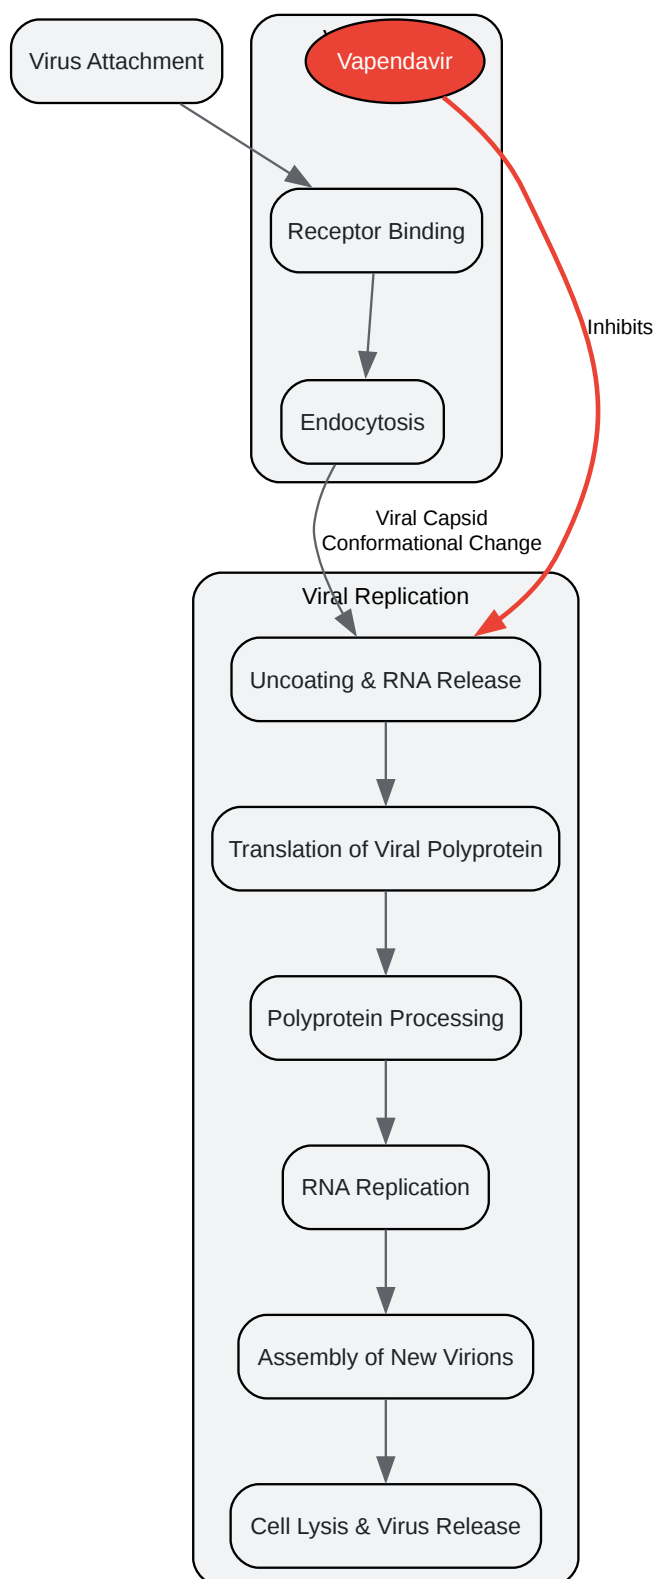 Virus Attachment
Vapendavir
Receptor Binding
Inhibits
Endocytosis
Viral Capsid
Conformational Change
Viral Replication
Uncoating & RNA Release
Translation of Viral Polyprotein
Polyprotein Processing
RNA Replication
Assembly of New Virions
Cell Lysis & Virus Release